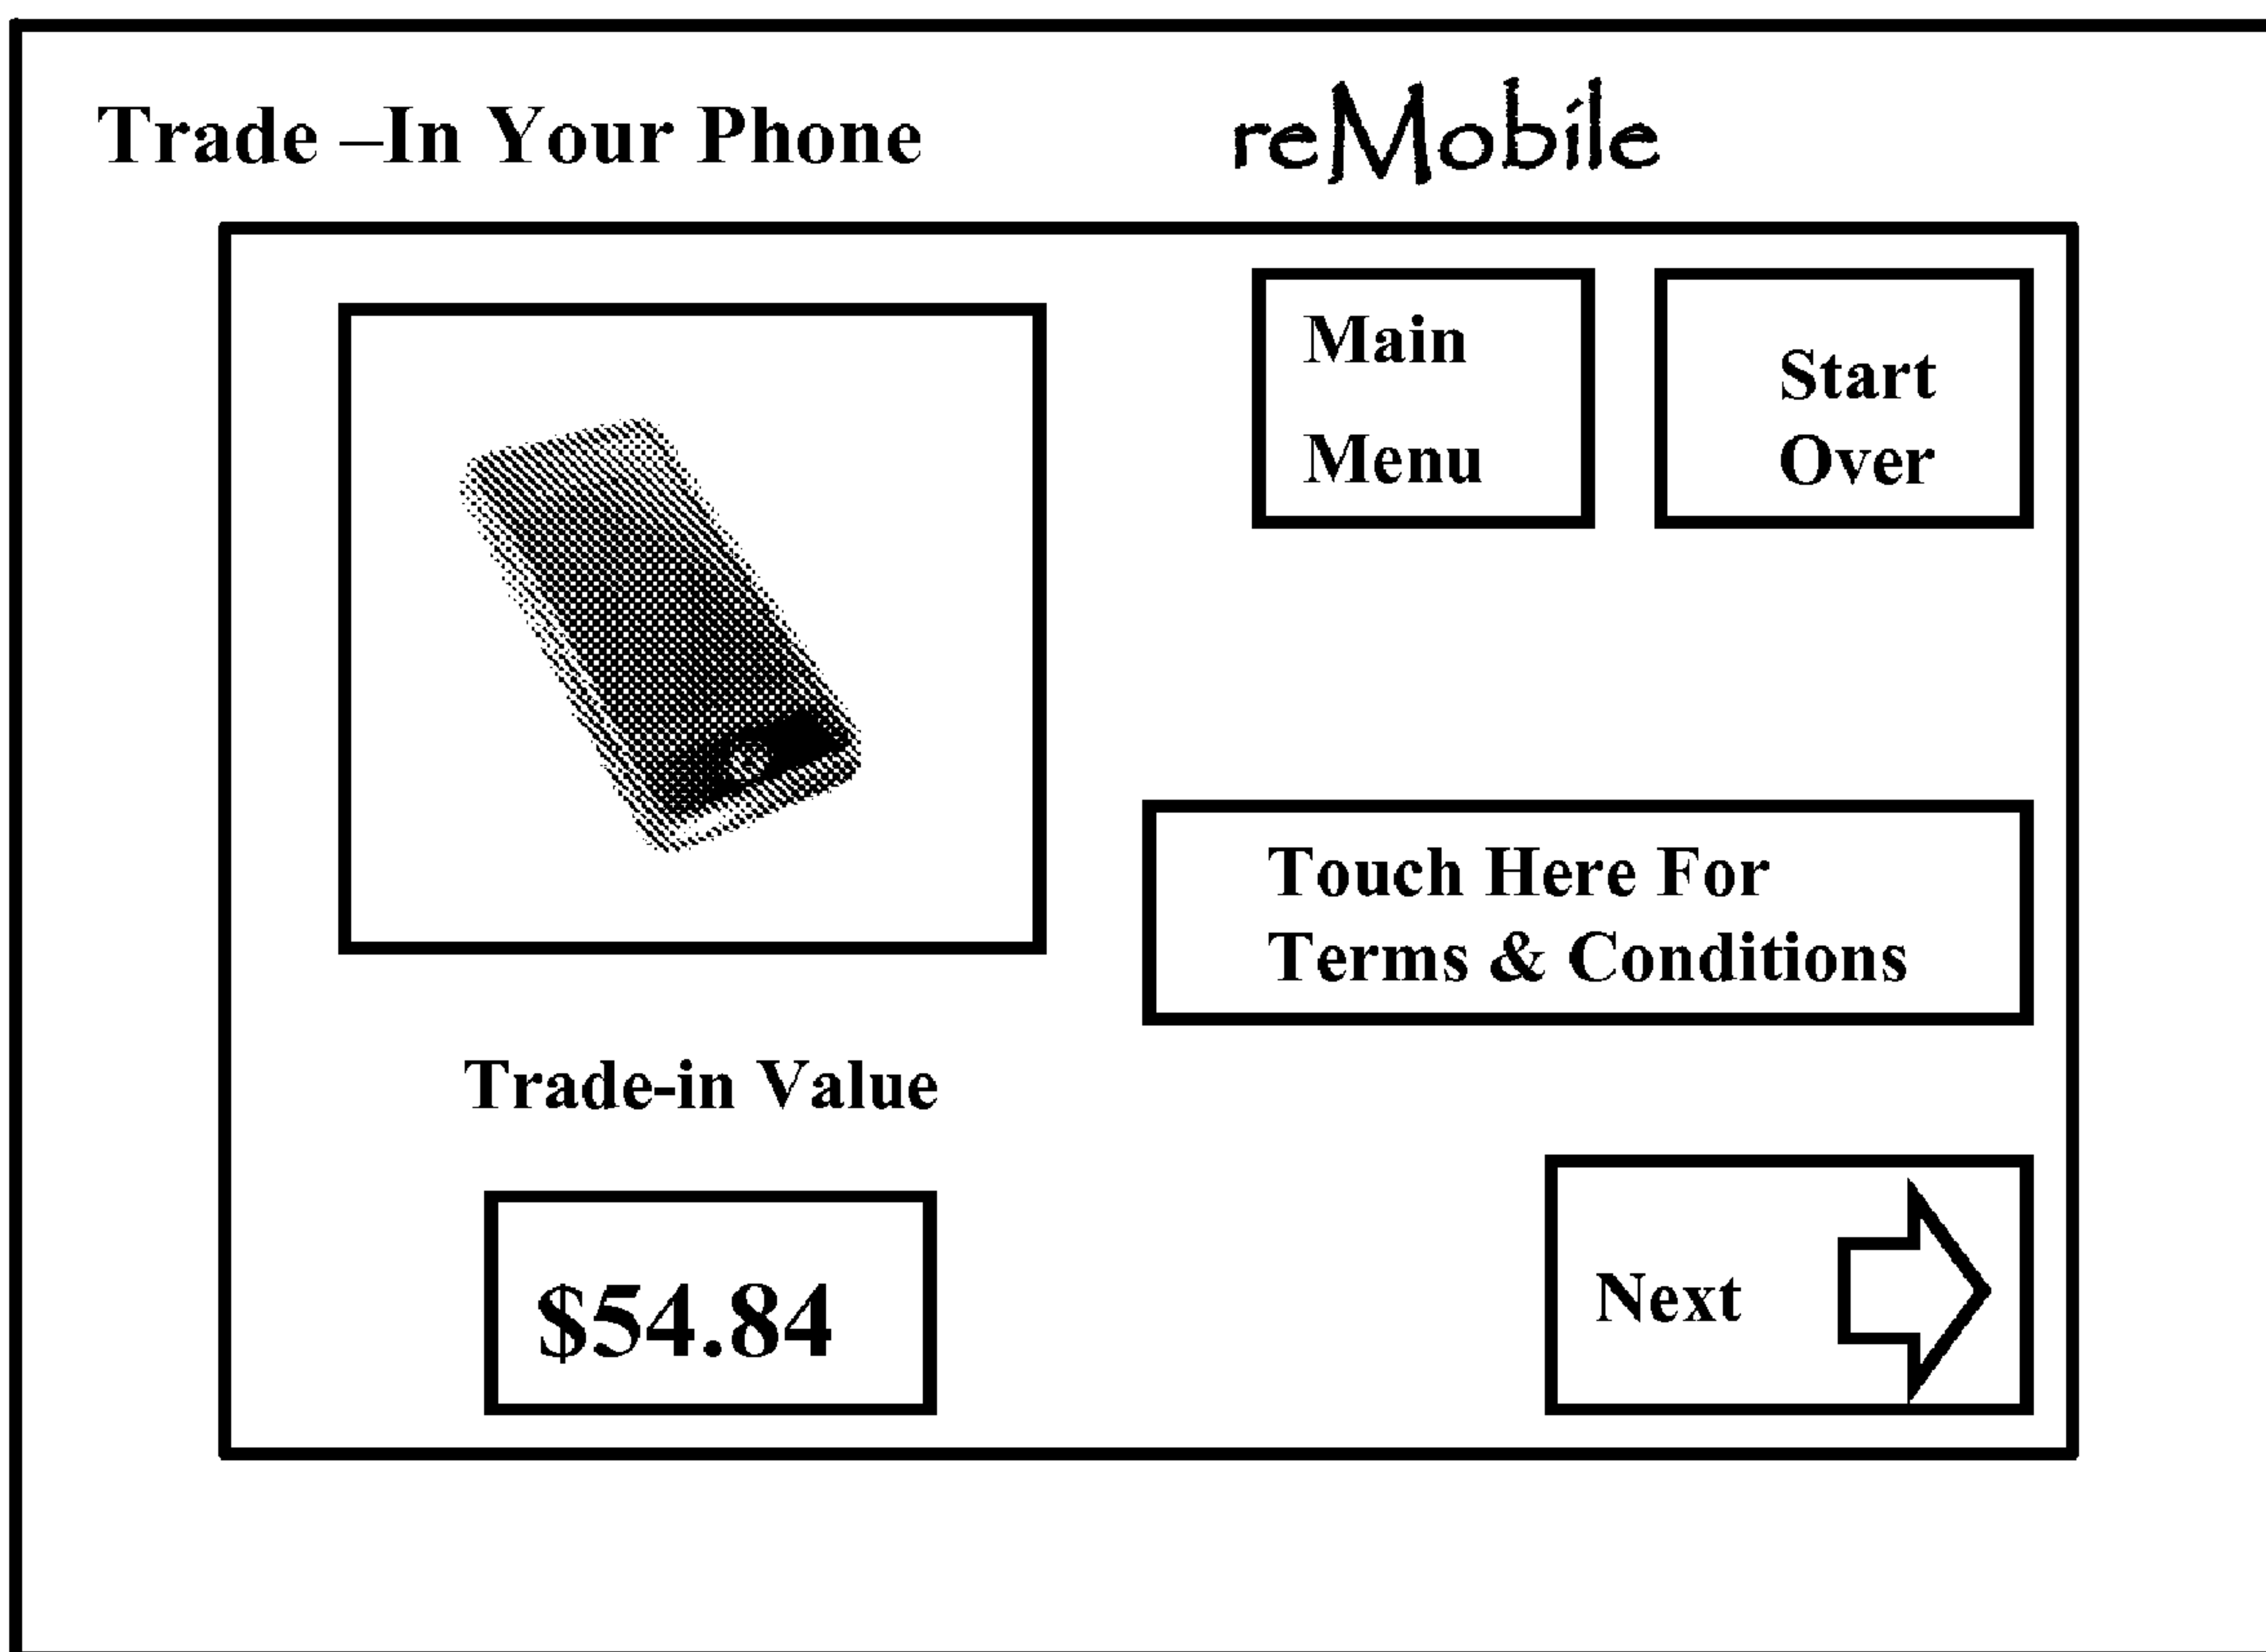 Trade –In Your Phone
reMobile
Main
Menu
Start
Over
Touch Here For
Terms & Conditions
Trade-in Value
$54.84
Next